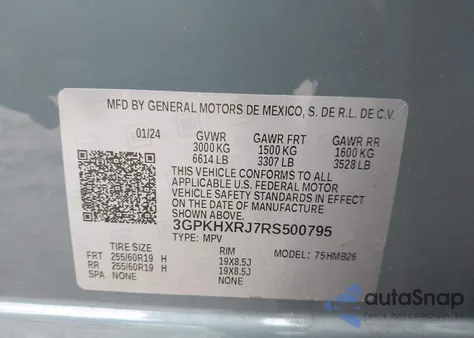 MFD BY GENERAL MOTORS DE MEXICO, S. DE R.L. DE C.V.
01/24 GVWR GAWR FRT GAWR RR
3000 KG 1500 KG 1600 KG
6614 LB 3307 LB 3528 LB
THIS VEHICLE CONFORMS TO ALL
APPLICABLE U.S. FEDERAL MOTOR
VEHICLE SAFETY STANDARDS IN EFFECT
ON THE DATE OF MANUFACTURE SHOWN ABOVE.
3GPKHXRJ7RS500795
TYPE: MPV MODEL: 75HMB26
TIRE SIZE RIM
FRT 255/60R19 H 19X8.5J
RR 255/60R19 H 19X8.5J
SPA NONE NONE
autoSnap